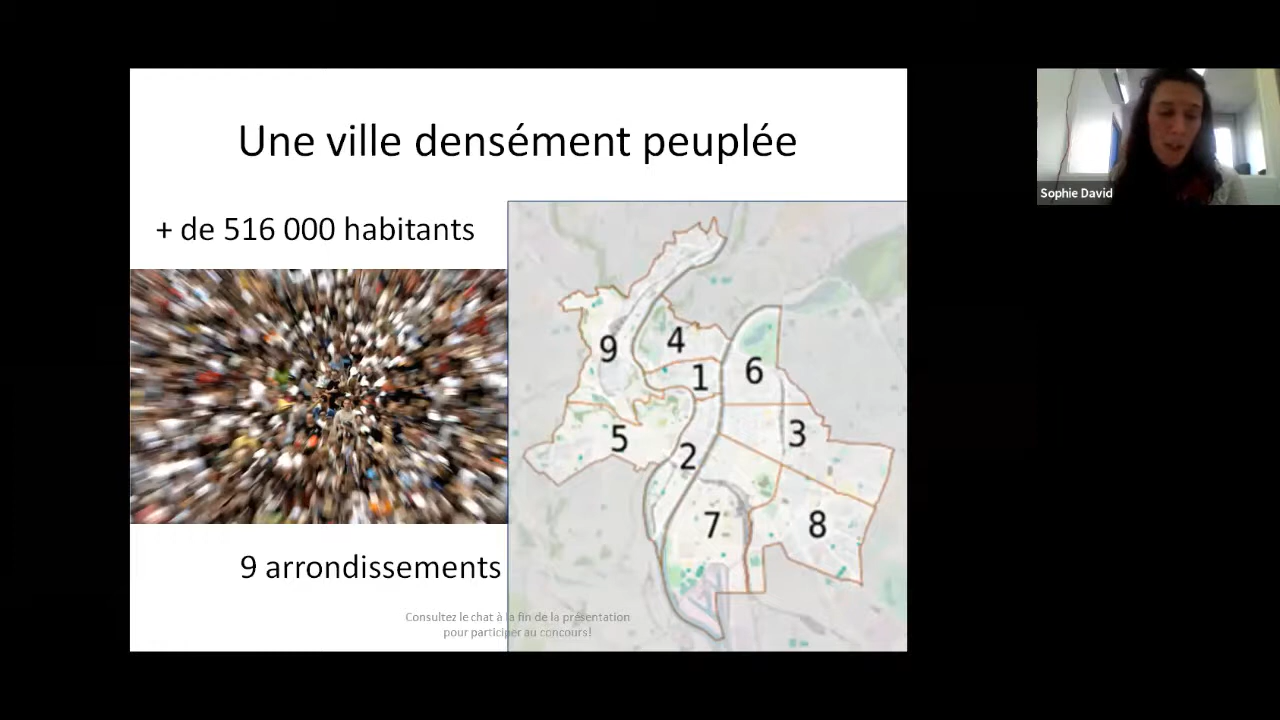 Une ville densément peuplée
+ de 516 000 habitants
9
4
1
6
3
5
2
7
8
9 arrondissements
Consultez le chat à la fin de la présentation
pour participer au concours!
Sophie David